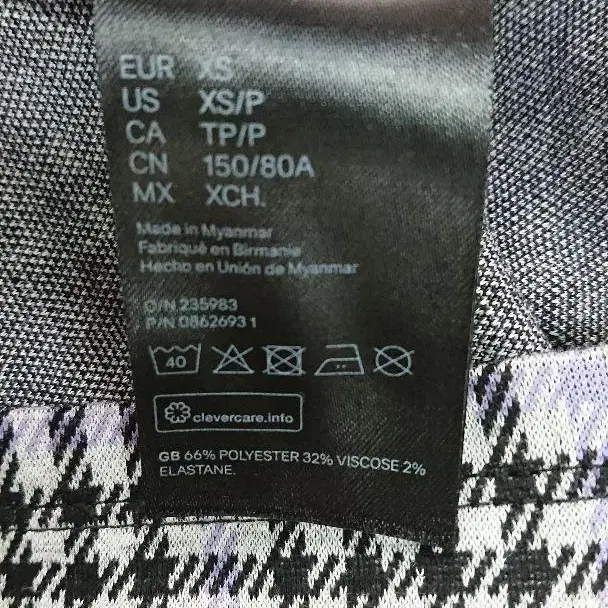 EUR XS
US XS/P
CA TP/P
CN 150/80A
MX XCH.
Made in Myanmar
Fabriqué en Birmanie
Hecho en Unión de Myanmar
O/N 235983
P/N 0862693 1
40
clevercare.info
GB 66% POLYESTER 32% VISCOSE 2%
ELASTANE.